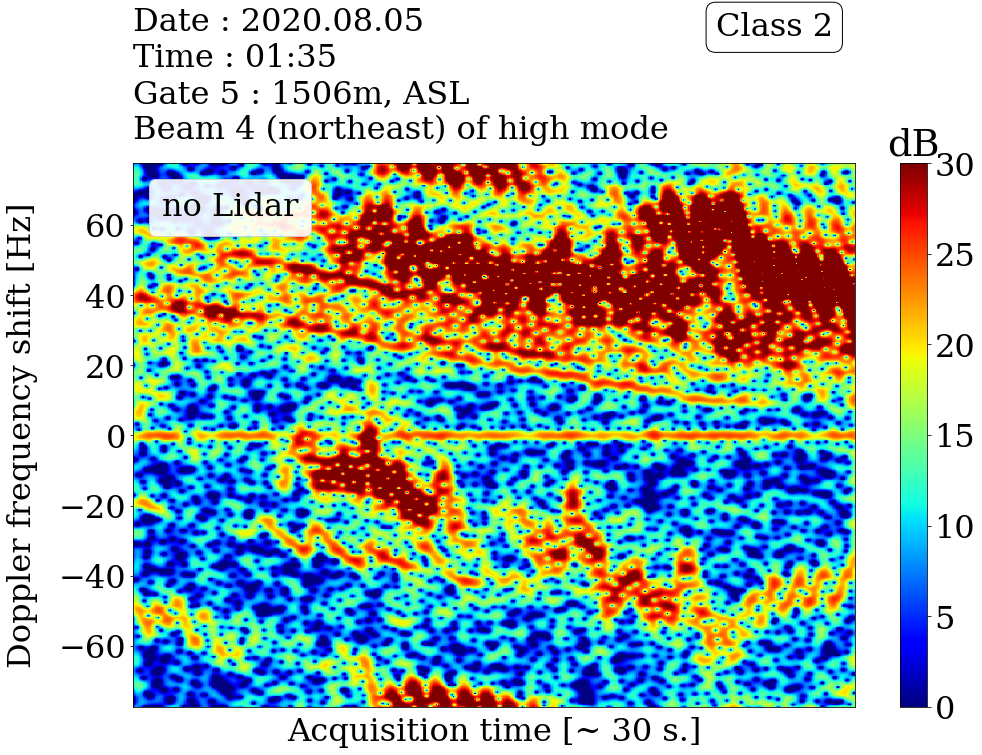 Date : 2020.08.05
Time : 01:35
Gate 5 : 1506m, ASL
Beam 4 (northeast) of high mode
Class 2
dB
no Lidar
Doppler frequency shift [Hz]
60
40
20
0
−20
−40
−60
30
25
20
15
10
5
0
Acquisition time [~ 30 s.]